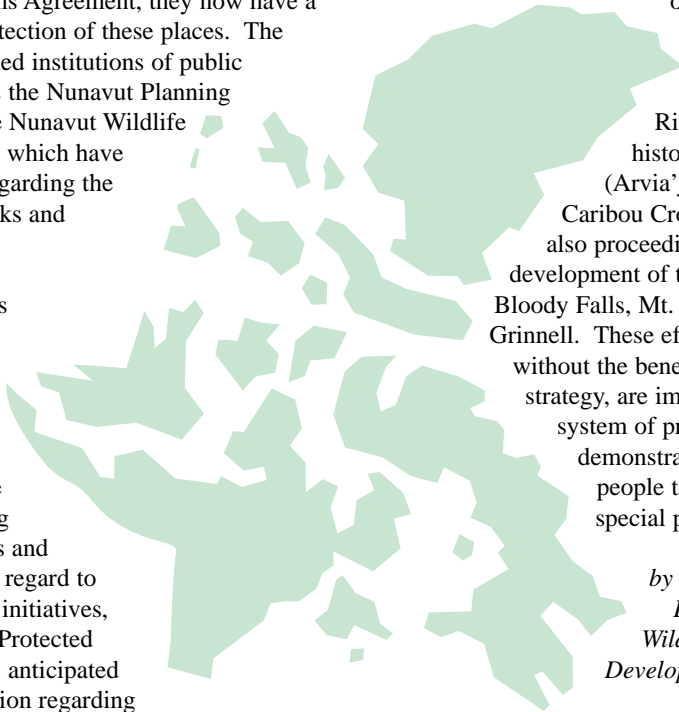 ns Agreement, they now have a
tection of these places. The
ed institutions of public
the Nunavut Planning
e Nunavut Wildlife
which have
garding the
ks and
s
e
g
s and
regard to
initiatives,
Protected
anticipated
ion regarding
o
Ri
histo
(Arvia'j
Caribou Cro
also proceedi
development of t
Bloody Falls, Mt.
Grinnell. These ef
without the bene
strategy, are im
system of pr
demonstra
people t
special p
by
Wild
Develop